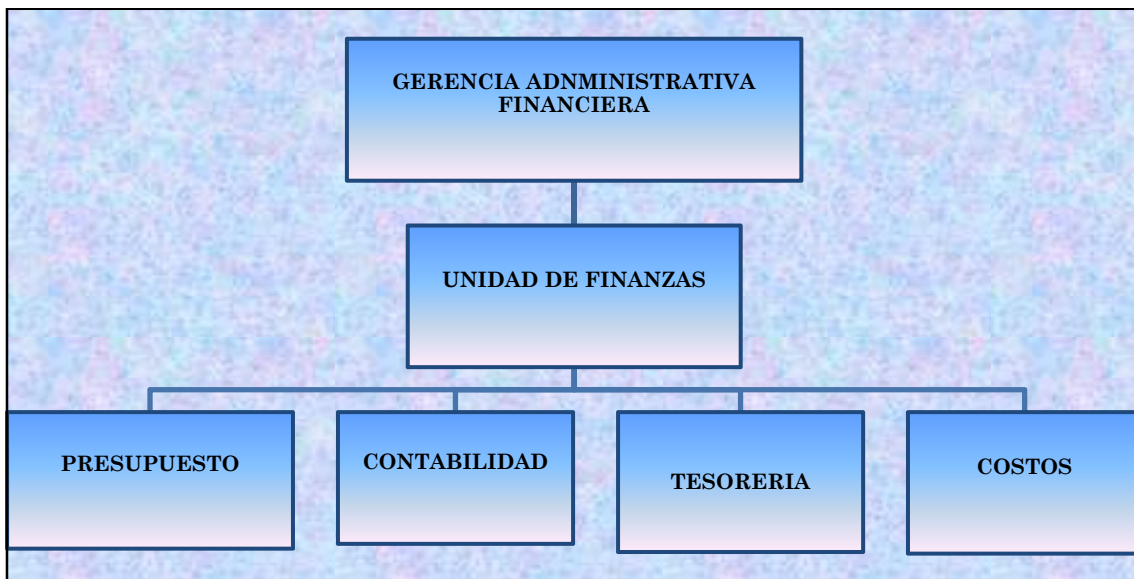 GERENCIA ADNMINISTRATIVA
FINANCIERA
UNIDAD DE FINANZAS
PRESUPUESTO
CONTABILIDAD
TESORERIA
COSTOS